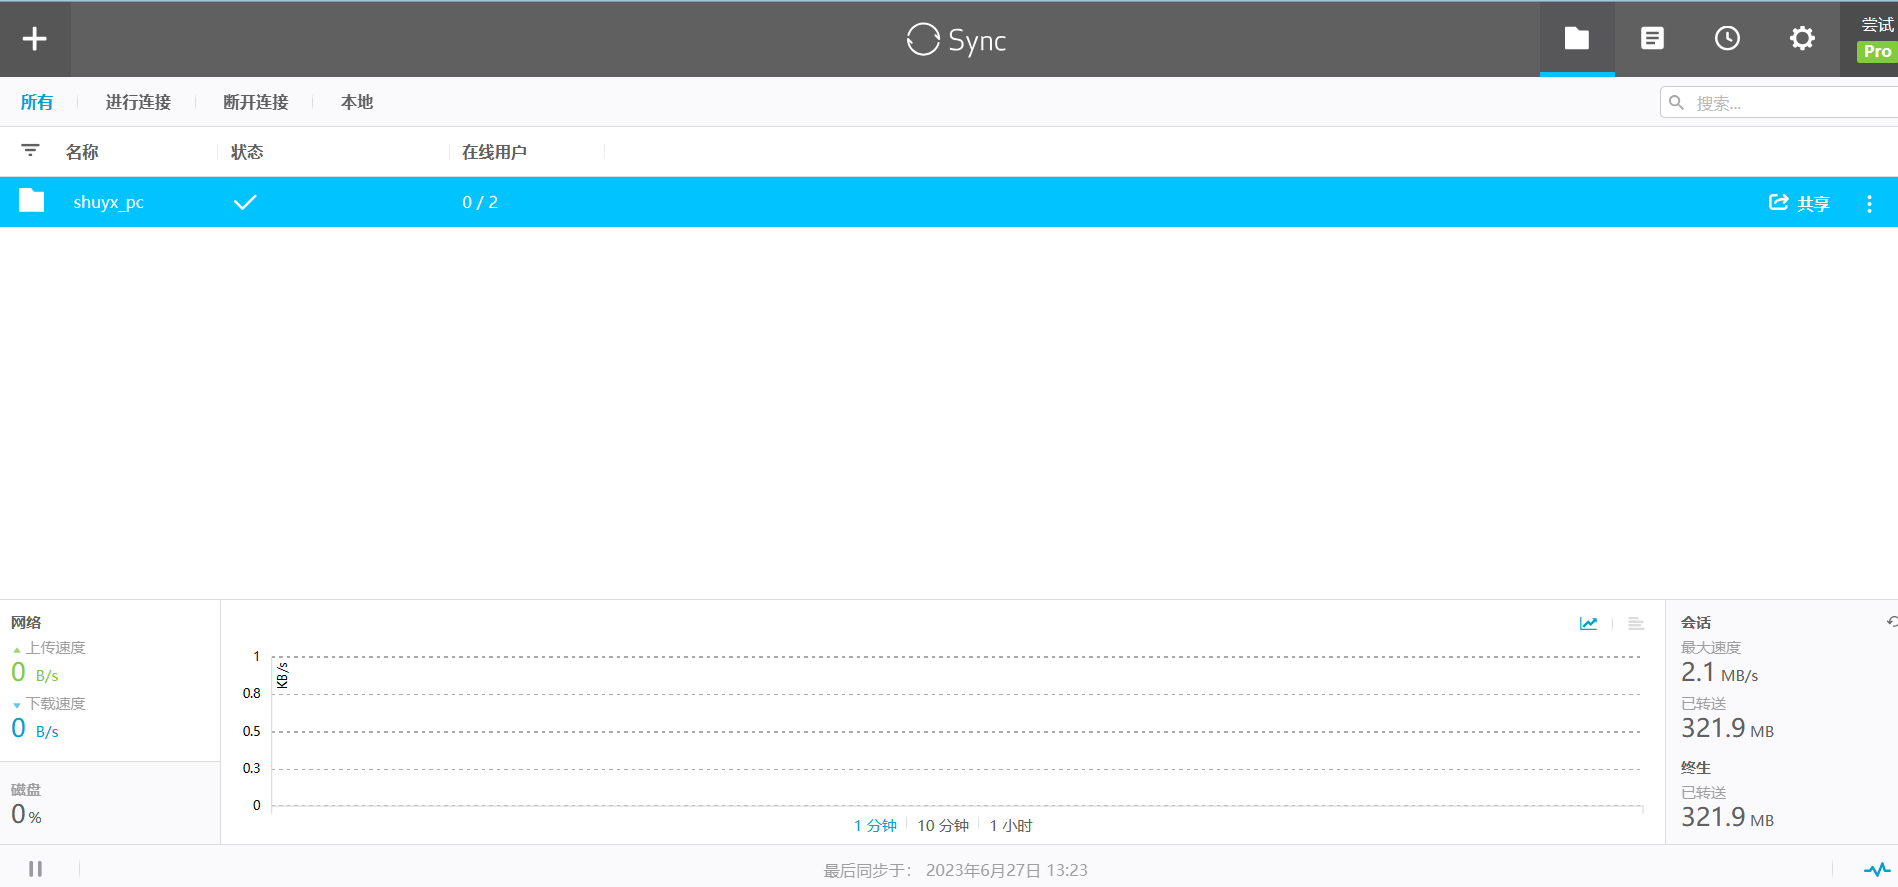 Sync
尝试
Pro
所有 进行连接 断开连接 本地
搜索...
名称 状态 在线用户
shuyx_pc 0 / 2 共享
网络
上传速度
0 B/s
下载速度
0 B/s
磁盘
0 %
1
KB/s
0.8
0.5
0.3
0
1 分钟 10 分钟 1 小时
会话
最大速度
2.1 MB/s
已转送
321.9 MB
终生
已转送
321.9 MB
最后同步于： 2023年6月27日 13:23